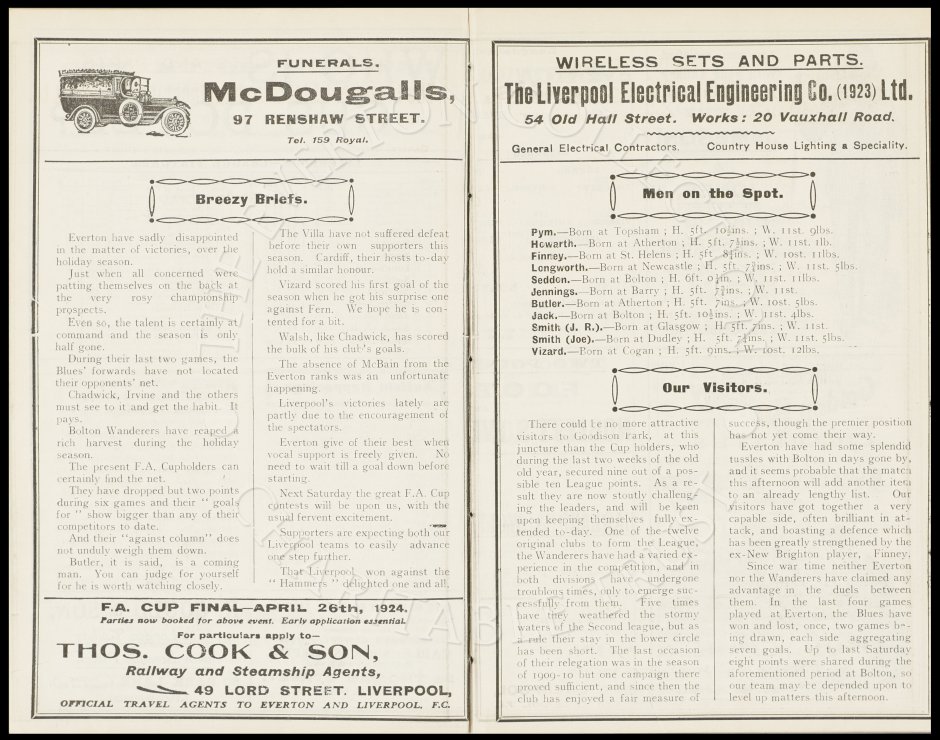 FUNERALS.
McDougalls,
97 RENSHAW STREET.
Tel. 159 Royal.
Breezy Briefs.
Everton have sadly disappointed
in the matter of victories, over the
holiday season.
Just when all concerned were
patting themselves on the back at
the very rosy championship
prospects.
Even so, the talent is certainly at
command and the season is only
half gone.
During their last two games, the
Blues' forwards have not located
their opponents' net.
Chadwick, Irvine and the others
must see to it and get the habit. It
pays.
Bolton Wanderers have reaped a
rich harvest during the holiday
season.
The present F.A. Cupholders can
certainly find the net.
They have dropped but two points
during six games and their " goals
for " show bigger than any of their
competitors to date.
And their "against column" does
not unduly weigh them down.
Butler, it is said, is a coming
man. You can judge for yourself
for he is worth watching closely.
The Villa have not suffered defeat
before their own supporters this
season. Cardiff, their hosts to-day
hold a similar honour.
Vizard scored his first goal of the
season when he got his surprise one
against Fern. We hope he is con-
tented for a bit.
Walsh, like Chadwick, has scored
the bulk of his club's goals.
The absence of McBain from the
Everton ranks was an unfortunate
happening.
Liverpool's victories lately are
partly due to the encouragement of
the spectators.
Everton give of their best when
vocal support is freely given. No
need to wait till a goal down before
starting.
Next Saturday the great F.A. Cup
contests will be upon us, with the
usual fervent excitement.
Supporters are expecting both our
Liverpool teams to easily advance
one step further.
That Liverpool won against the
" Hammers " delighted one and all,
F.A. CUP FINAL—APRIL 26th, 1924.
Parties now booked for above event. Early application essential.
For particulars apply to—
THOS. COOK & SON,
Railway and Steamship Agents,
49 LORD STREET. LIVERPOOL,
OFFICIAL TRAVEL AGENTS TO EVERTON AND LIVERPOOL, F.C.
WIRELESS SETS AND PARTS.
The Liverpool Electrical Engineering Co. (1923) Ltd.
54 Old Hall Street. Works: 20 Vauxhall Road.
General Electrical Contractors. Country House Lighting a Speciality.
Men on the Spot.
Pym.—Born at Topsham ; H. 5ft. 10½ins. ; W. 11st. 9lbs.
Howarth.—Born at Atherton ; H. 5ft. 7½ins. ; W. 11st. 1lb.
Finney.—Born at St. Helens ; H. 5ft. ; W. 10st. 11lbs.
Longworth.—Born at Newcastle ; H. 5ft. ; W. 11st. 5lbs.
Seddon.—Born at Bolton ; H. 6ft. ; W. 11st. 11lbs.
Jennings.—Born at Barry ; H. 5ft. ; W. 11st.
Butler.—Born at Atherton ; H. 5ft. 7ins. ; W. 10st. 5lbs.
Jack.—Born at Bolton ; H. 5ft. 10½ins. ; W. 11st. 4lbs.
Smith (J. R.).—Born at Glasgow ; H. 5ft. 7ins. ; W. 11st.
Smith (Joe).—Born at Dudley ; H. 5ft. ; W. 11st. 5lbs.
Vizard.—Born at Cogan ; H. 5ft. 9ins. ; W. 10st. 12lbs.
Our Visitors.
There could be no more attractive
visitors to Goodison Park, at this
juncture than the Cup holders, who
during the last two weeks of the old
old year, secured nine out of a pos-
sible ten League points. As a re-
sult they are now stoutly challeng-
ing the leaders, and will be keen
upon keeping themselves fully ex-
tended to-day. One of the twelve
original clubs to form the League,
the Wanderers have had a varied ex-
perience in the competition, and in
both divisions have undergone
troublous times, only to emerge suc-
cessfully from them. Five times
have they weathered the stormy
waters of the Second league, but as
a rule their stay in the lower circle
has been short. The last occasion
of their relegation was in the season
of 1909-10 but one campaign there
proved sufficient, and since then the
club has enjoyed a fair measure of
success, though the premier position
has not yet come their way.
Everton have had some splendid
tussles with Bolton in days gone by,
and it seems probable that the match
this afternoon will add another item
to an already lengthy list. Our
visitors have got together a very
capable side, often brilliant in at-
tack, and boasting a defence which
has been greatly strengthened by the
ex-New Brighton player, Finney.
Since war time neither Everton
nor the Wanderers have claimed any
advantage in the duels between
them. In the last four games
played at Everton, the Blues have
won and lost, once, two games be-
ing drawn, each side aggregating
seven goals. Up to last Saturday
eight points were shared during the
aforementioned period at Bolton, so
our team may be depended upon to
level up matters this afternoon.